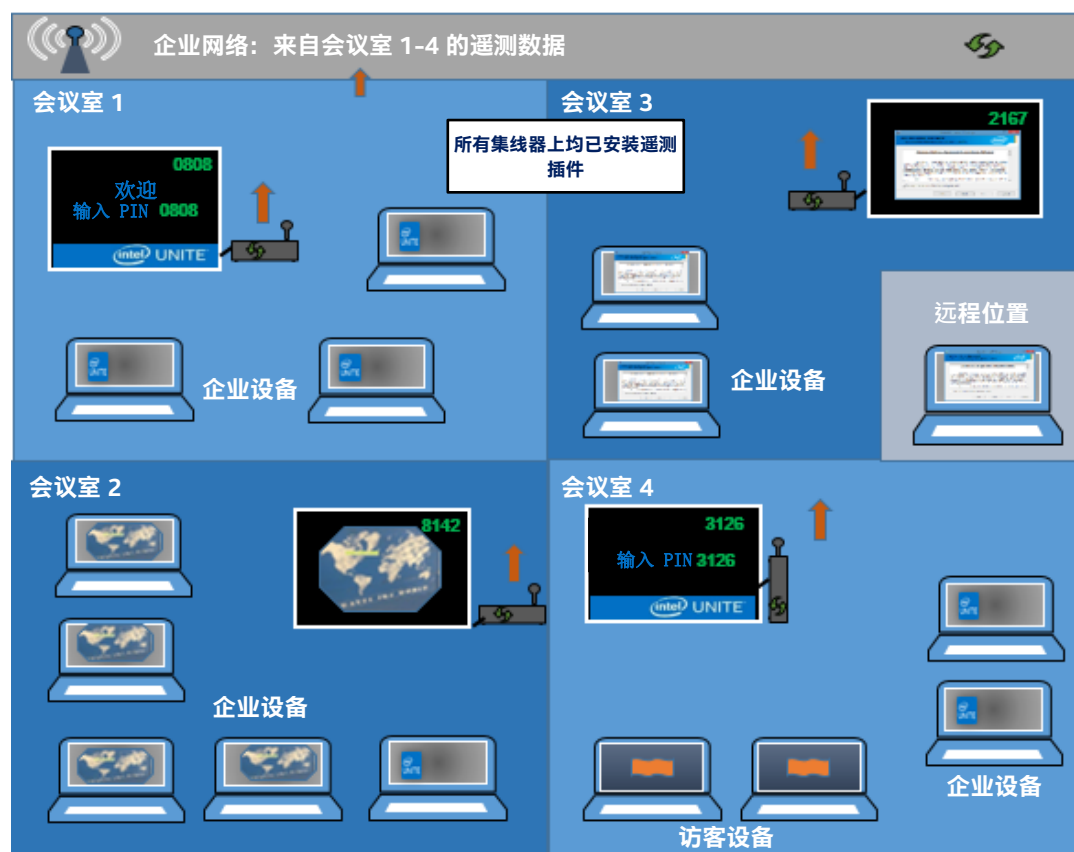 企业网络：来自会议室 1-4 的遥测数据
会议室 1
0808
欢迎
输入 PIN 0808
intel UNITE
UNITE
企业设备
UNITE
UNITE
所有集线器上均已安装遥测
插件
会议室 3
2167
企业设备
远程位置
会议室 2
8142
企业设备
UNITE
会议室 4
3126
输入 PIN 3126
intel UNITE
企业设备
访客设备